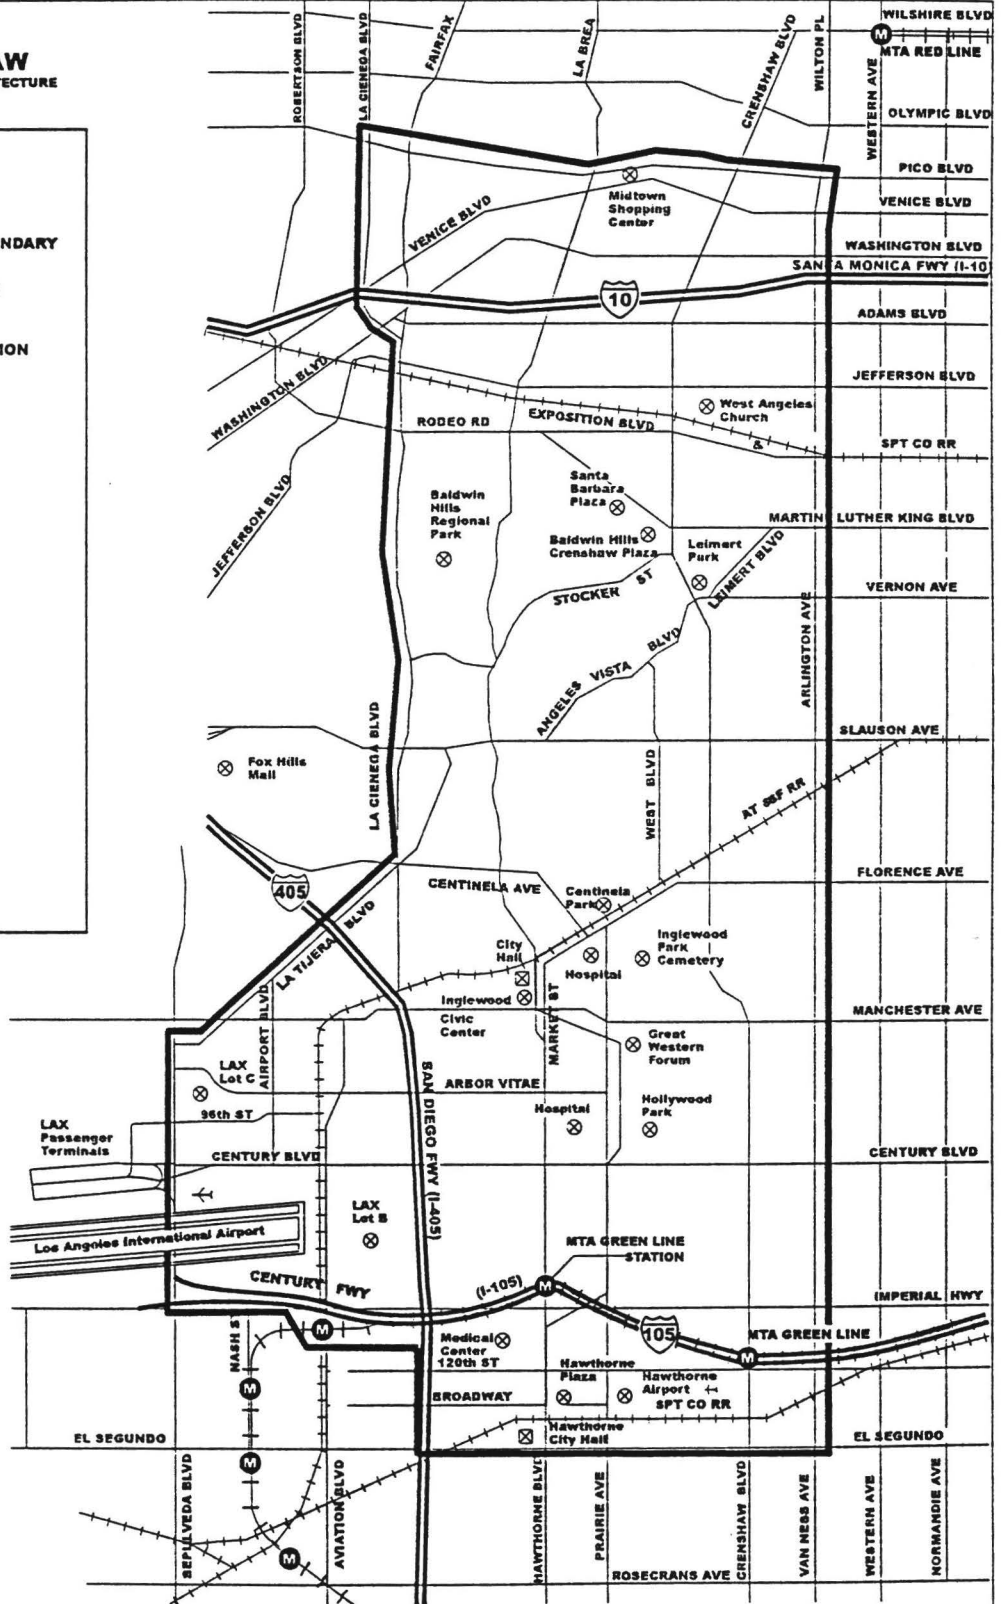 AW
TECTURE
NDARY
ION
ROBERTSON BLVD
LA CIENEGA BLVD
FAIRFAX
LA BREA
CRENSHAW BLVD
WILTON PL
WESTERN AVE
WILSHIRE BLVD
M
MTA RED LINE
OLYMPIC BLVD
PICO BLVD
Midtown
Shopping
Center
VENICE BLVD
VENICE BLVD
WASHINGTON BLVD
SANTA MONICA FWY (I-10
10
ADAMS BLVD
JEFFERSON BLVD
WASHINGTON BLVD
West Angeles
Church
RODEO RD
EXPOSITION BLVD
&
SPT CO RR
JEFFERSON BLVD
Santa
Barbara
Plaza
Baldwin
Hills
Regional
Park
MARTIN LUTHER KING BLVD
Baldwin Hills
Crenshaw Plaza
Leimert
Park
LEIMERT BLVD
STOCKER ST
VERNON AVE
ARLINGTON AVE
ANGELES VISTA BLVD
LA CIENEGA BLVD
SLAUSON AVE
Fox Hills
Mall
WEST BLVD
AT &SF RR
405
CENTINELA AVE
Centinela
Park
FLORENCE AVE
LA TIJERA BLVD
City
Hall
Hospital
Inglewood
Park
Cemetery
AIRPORT BLVD
Inglewood
Civic
Center
MARKET ST
MANCHESTER AVE
Great
Western
Forum
LAX
Lot C
ARBOR VITAE
SAN DIEGO FWY (I-405)
96th ST
Hospital
Hollywood
Park
LAX
Passenger
Terminals
CENTURY BLVD
CENTURY BLVD
LAX
Lot B
Los Angeles International Airport
MTA GREEN LINE
STATION
CENTURY FWY
(I-105)
M
IMPERIAL HWY
NASH ST
M
105
MTA GREEN LINE
M
Medical
Center
120th ST
Hawthorne
Plaza
Hawthorne
Airport
M
BROADWAY
SPT CO RR
Hawthorne
City Hall
EL SEGUNDO
EL SEGUNDO
M
SEPULVEDA BLVD
AVIATION BLVD
HAWTHORNE BLVD
PRAIRIE AVE
CRENSHAW BLVD
VAN NESS AVE
WESTERN AVE
NORMANDIE AVE
M
ROSECRANS AVE